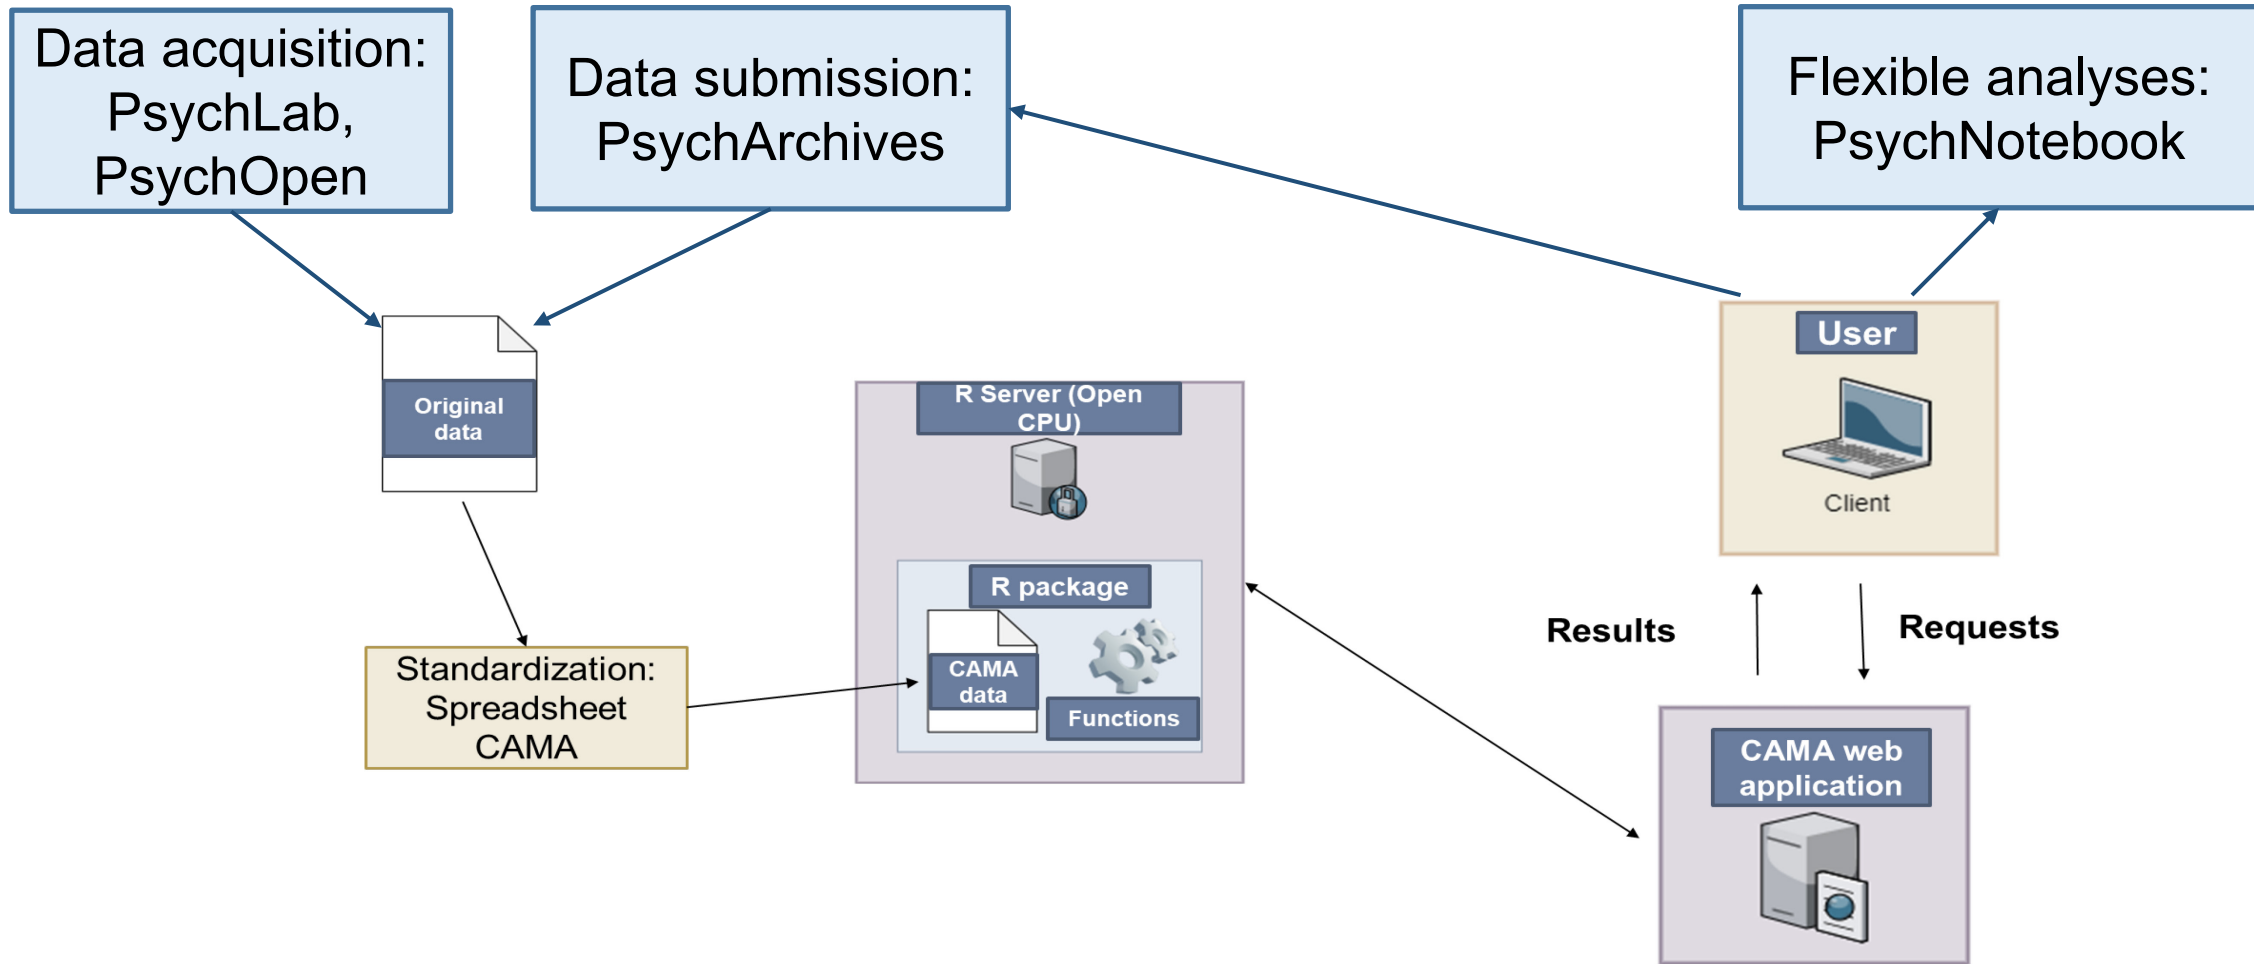 Data acquisition:
PsychLab,
PsychOpen
Data submission:
PsychArchives
Flexible analyses:
PsychNotebook
Original
data
Standardization:
Spreadsheet
CAMA
R Server (Open
CPU)
R package
CAMA
data
Functions
User
Client
Results
Requests
CAMA web
application